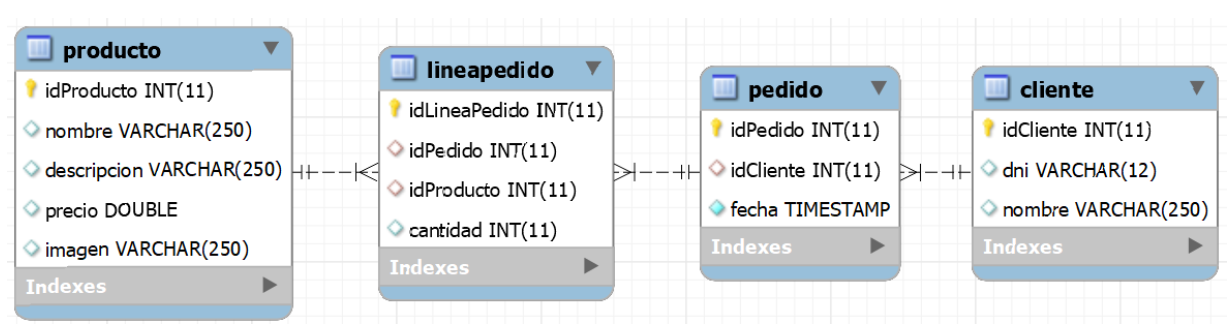 producto
idProducto INT(11)
nombre VARCHAR(250)
descripcion VARCHAR(250)
precio DOUBLE
imagen VARCHAR(250)
Indexes
lineapedido
idLineaPedido INT(11)
idPedido INT(11)
idProducto INT(11)
cantidad INT(11)
Indexes
pedido
idPedido INT(11)
idCliente INT(11)
fecha TIMESTAMP
Indexes
cliente
idCliente INT(11)
dni VARCHAR(12)
nombre VARCHAR(250)
Indexes